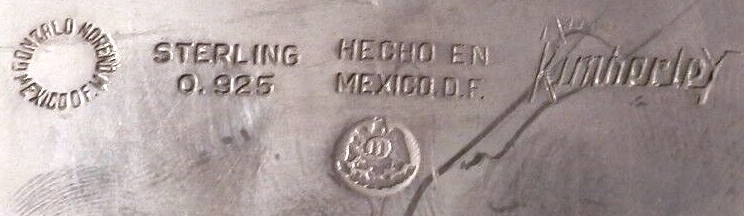 GONZALO MORENO
MEXICO D.F.
STERLING
0.925
HECHO EN
MEXICO, D.F.
Kimberley